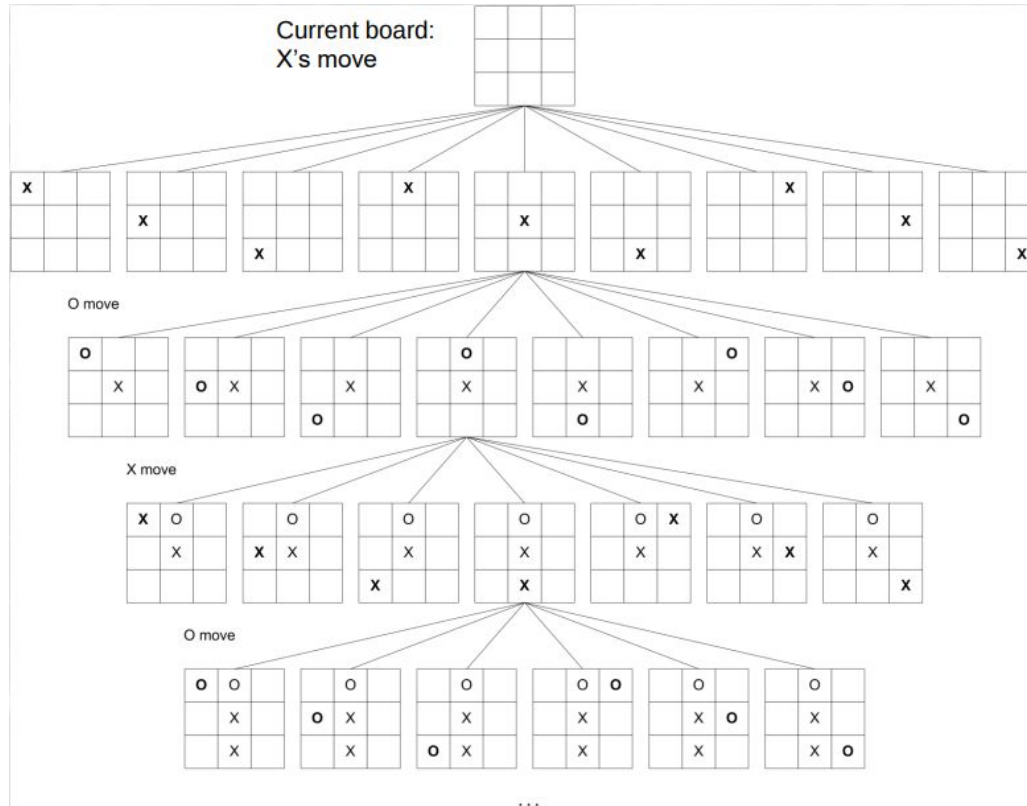 Current board:
X's move
X X X X X X X X X
O move
O O O
X O X X X X X X O X
O O O
X move
X O O O O O X O O
X X X X X X X X X
X X X
O move
O O O O O O O O
X O X X X X O X
X X O X X X X O
...